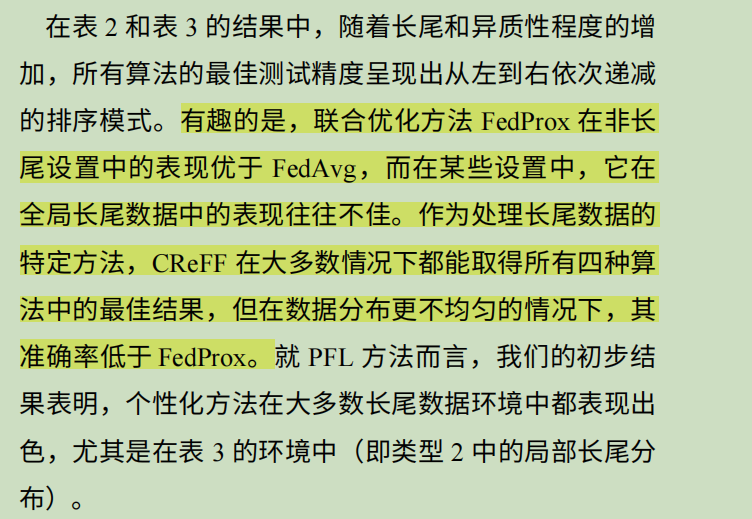 在表 2 和表 3 的结果中，随着长尾和异质性程度的增
加，所有算法的最佳测试精度呈现出从左到右依次递减
的排序模式。有趣的是，联合优化方法 FedProx 在非长
尾设置中的表现优于 FedAvg，而在某些设置中，它在
全局长尾数据中的表现往往不佳。作为处理长尾数据的
特定方法，CReFF 在大多数情况下都能取得所有四种算
法中的最佳结果，但在数据分布更不均匀的情况下，其
准确率低于 FedProx。就 PFL 方法而言，我们的初步结
果表明，个性化方法在大多数长尾数据环境中都表现出
色，尤其是在表 3 的环境中（即类型 2 中的局部长尾分
布）。